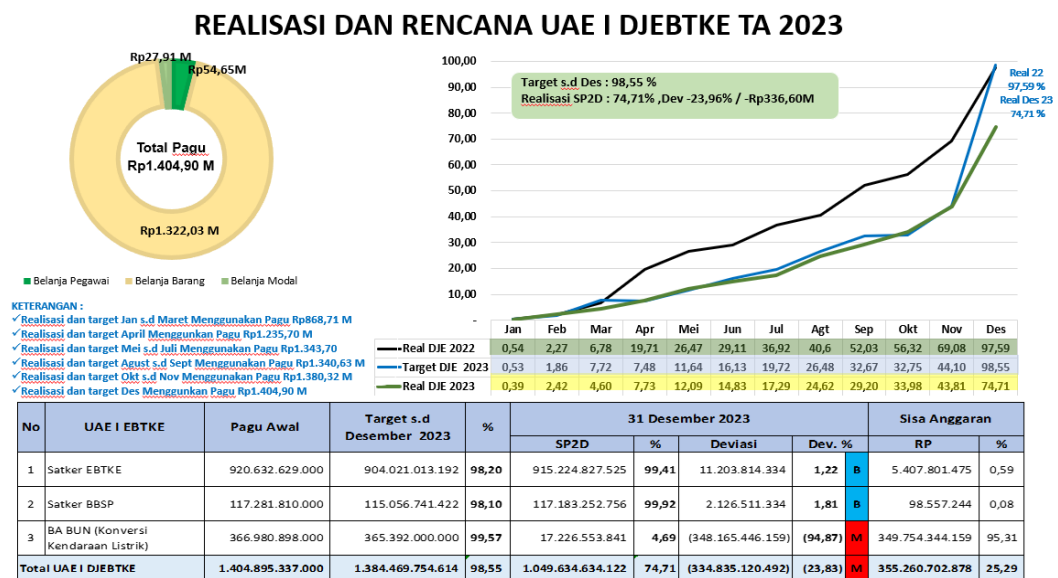 REALISASI DAN RENCANA UAE I DJEBTKE TA 2023
Rp27,91 M
Rp54,65M
Total Pagu
Rp1.404,90 M
Rp1.322,03 M
Belanja Pegawai Belanja Barang Belanja Modal
KETERANGAN :
✓Realisasi dan target Jan s.d Maret Menggunakan Pagu Rp868,71 M
✓Realisasi dan target April Menggunkan Pagu Rp1.235,70 M
✓Realisasi dan target Mei s.d Juli Menggunakan Pagu Rp1.343,70
✓Realisasi dan target Agust s.d Sept Menggunakan Pagu Rp1.340,63 M
✓Realisasi dan target Okt s.d Nov Menggunakan Pagu Rp1.380,32 M
✓Realisasi dan target Des Menggunkan Pagu Rp1.404,90 M
100,00
90,00
80,00
70,00
60,00
50,00
40,00
30,00
20,00
10,00
-
Target s.d Des : 98,55 %
Realisasi SP2D : 74,71% ,Dev -23,96% / -Rp336,60M
Real 22
97,59 %
Real Des 23
74,71 %
Jan Feb Mar Apr Mei Jun Jul Agt Sep Okt Nov Des
Real DJE 2022 0,54 2,27 6,78 19,71 26,47 29,11 36,92 40,6 52,03 56,32 69,08 97,59
Target DJE 2023 0,53 1,86 7,72 7,48 11,64 16,13 19,72 26,48 32,67 32,75 44,10 98,55
Real DJE 2023 0,39 2,42 4,60 7,73 12,09 14,83 17,29 24,62 29,20 33,98 43,81 74,71
No UAE I EBTKE Pagu Awal Target s.d Desember 2023 % 31 Desember 2023 Sisa Anggaran
SP2D % Deviasi Dev. % RP %
1 Satker EBTKE 920.632.629.000 904.021.013.192 98,20 915.224.827.525 99,41 11.203.814.334 1,22 B 5.407.801.475 0,59
2 Satker BBSP 117.281.810.000 115.056.741.422 98,10 117.183.252.756 99,92 2.126.511.334 1,81 B 98.557.244 0,08
3 BA BUN (Konversi Kendaraan Listrik) 366.980.898.000 365.392.000.000 99,57 17.226.553.841 4,69 (348.165.446.159) (94,87) M 349.754.344.159 95,31
Total UAE I DJEBTKE 1.404.895.337.000 1.384.469.754.614 98,55 1.049.634.634.122 74,71 (334.835.120.492) (23,83) M 355.260.702.878 25,29